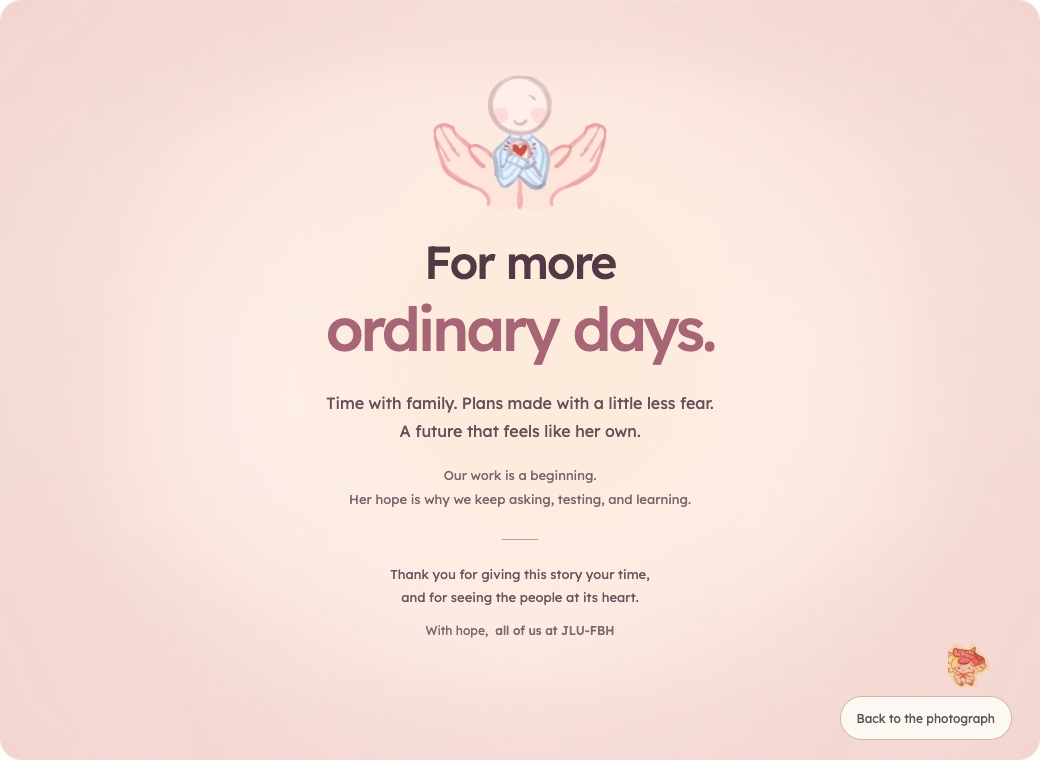 For more
ordinary days.
Time with family. Plans made with a little less fear.
A future that feels like her own.
Our work is a beginning.
Her hope is why we keep asking, testing, and learning.
Thank you for giving this story your time,
and for seeing the people at its heart.
With hope, all of us at JLU-FBH
Back to the photograph